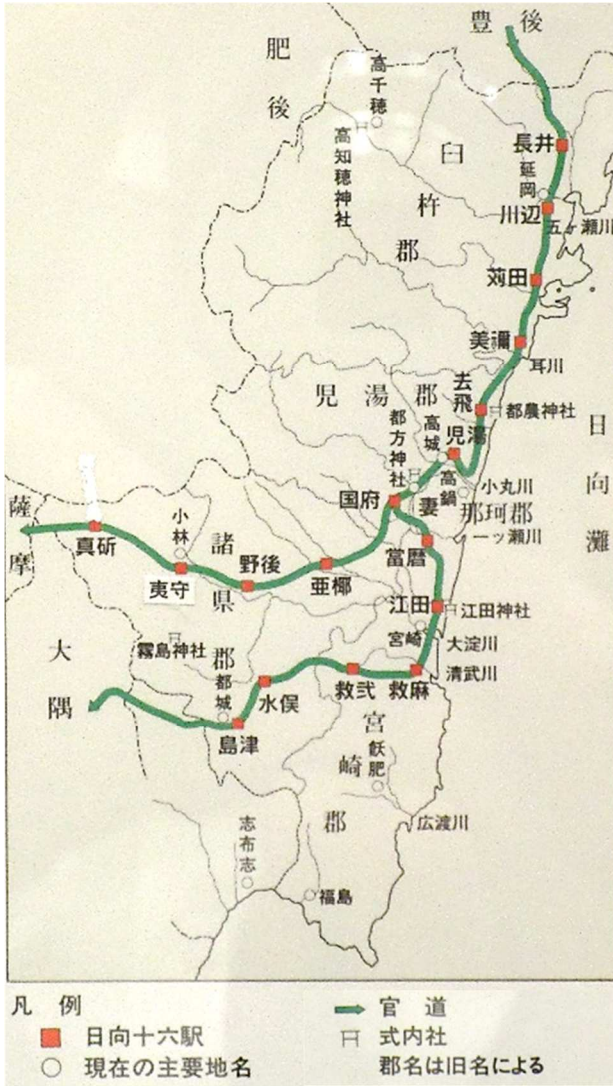 豊後
肥後
高千穂
高知穂神社
臼杵郡
長井
延岡
川辺
五ヶ瀬川
苅田
美禰
耳川
去飛
都農神社
児湯郡
高城
児湯
都方神社
高鍋
小丸川
日向灘
国府
妻
那珂郡
一ッ瀬川
當暦
薩摩
真斫
小林
諸県郡
夷守
野後
亜椰
江田
江田神社
宮崎
大淀川
清武川
霧島神社
大隅
都城
水俣
救弐
救麻
島津
宮崎郡
飫肥
広渡川
志布志
福島
凡例
日向十六駅
現在の主要地名
官道
式内社
郡名は旧名による